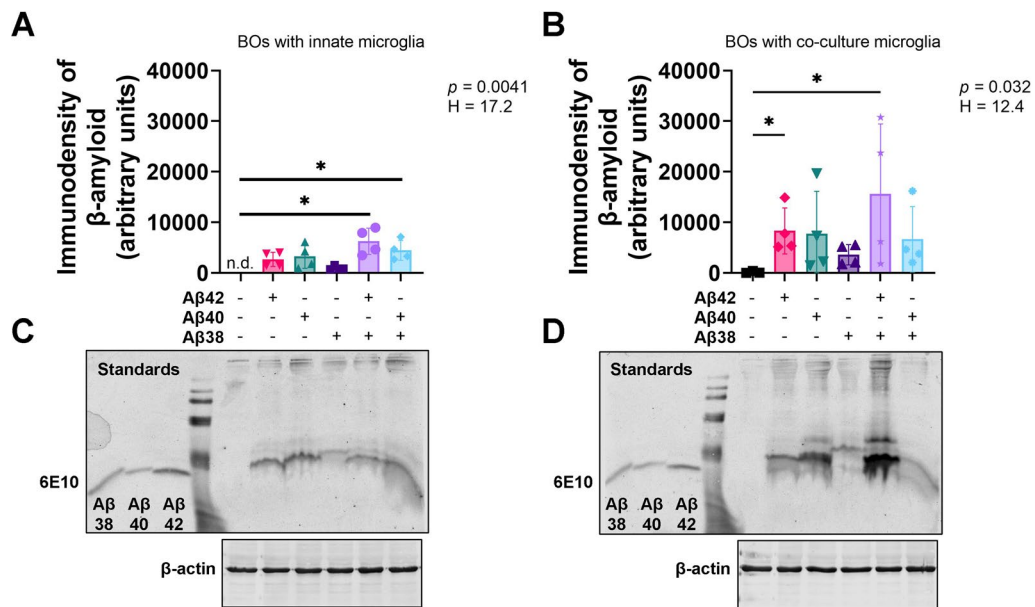 A
BOs with innate microglia
Immunodensity of
β-amyloid
(arbitrary units)
40000
30000
20000
10000
0
p = 0.0041
H = 17.2
*
*
n.d.
Aβ42 - + - - + -
Aβ40 - - + - - +
Aβ38 - - - + + +
B
BOs with co-culture microglia
Immunodensity of
β-amyloid
(arbitrary units)
40000
30000
20000
10000
0
p = 0.032
H = 12.4
*
*
Aβ42 - + - - + -
Aβ40 - - + - - +
Aβ38 - - - + + +
C
Standards
6E10
Aβ Aβ Aβ
38 40 42
β-actin
D
Standards
6E10
Aβ Aβ Aβ
38 40 42
β-actin